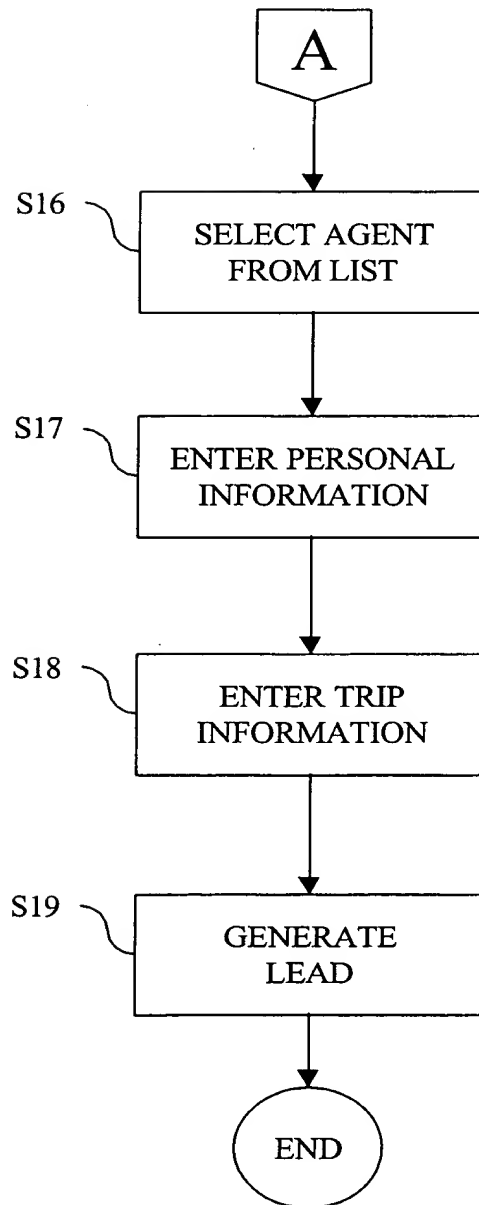 A
S16
SELECT AGENT
FROM LIST
S17
ENTER PERSONAL
INFORMATION
S18
ENTER TRIP
INFORMATION
S19
GENERATE
LEAD
END